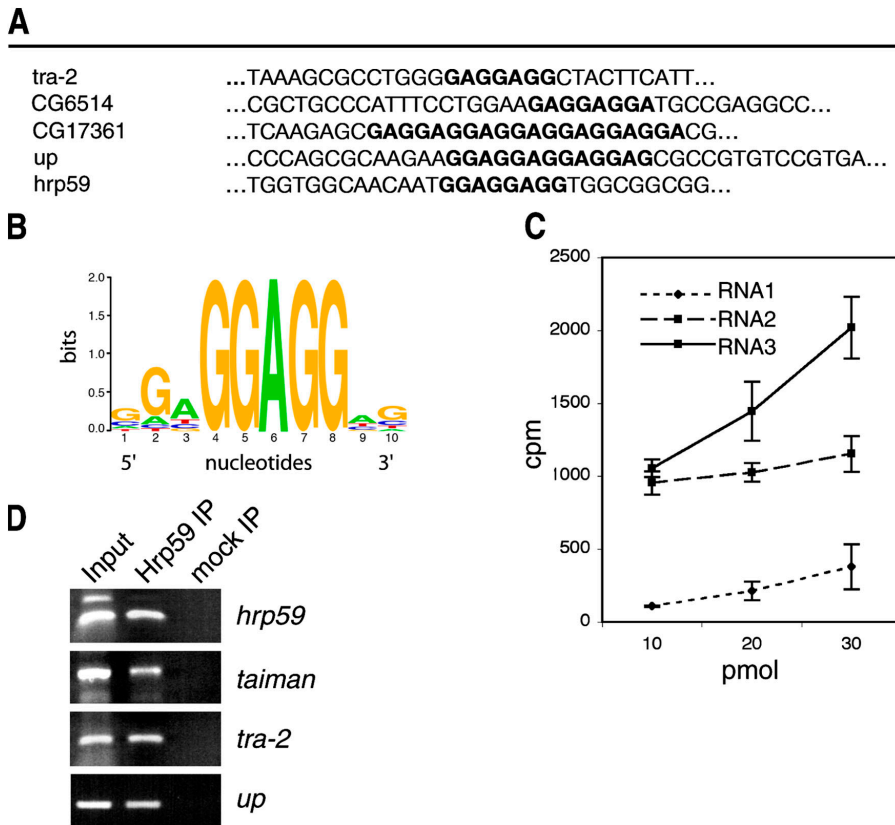 A
tra-2 ...TAAAGCGCCTGGGGAGGAGGCTACTTCATT...
CG6514 ...CGCTGCCCATTTCCTGGAAGAGGAGGATGCCGAGGCC...
CG17361 ...TCAAGAGCGAGGAGGAGGAGGAGGAGGACG...
up ...CCCAGCGCAAGAAGGAGGAGGAGGAGCGCCGTGTCCGTGA...
hrp59 ...TGGTGGCAACAATGGAGGAGGTGGCGGCGG...
B
2.0
1.5
1.0
0.5
0.0
bits
GGAGG
1 2 3 4 5 6 7 8 9 10
5' nucleotides 3'
C
2500
2000
1500
1000
500
0
cpm
RNA1
RNA2
RNA3
10 20 30
pmol
D
Input Hrp59 IP mock IP
hrp59
taiman
tra-2
up